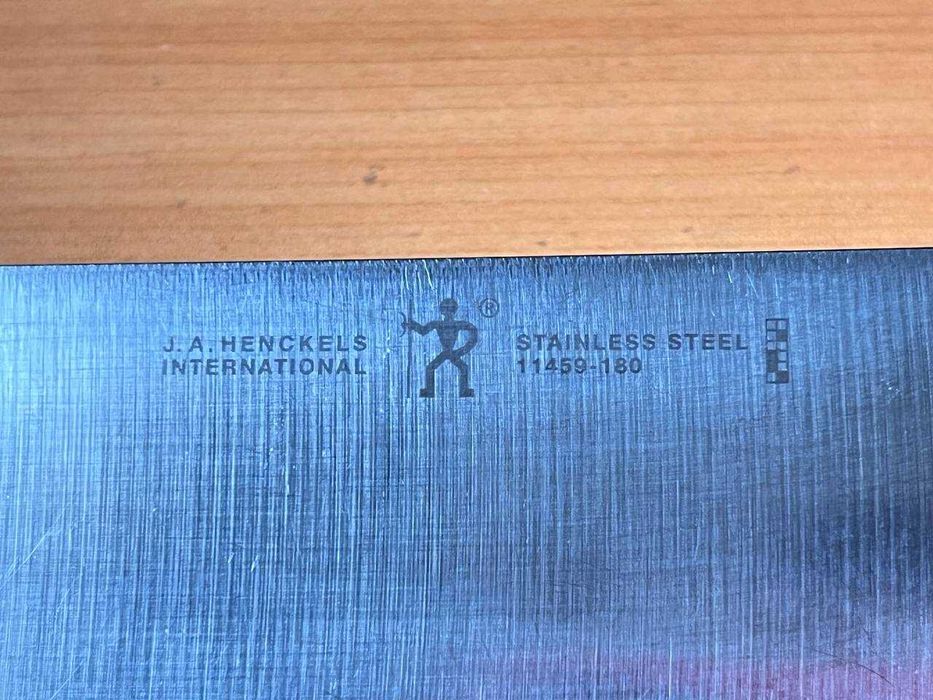 J.A. HENCKELS
INTERNATIONAL
®
STAINLESS STEEL
11459-180